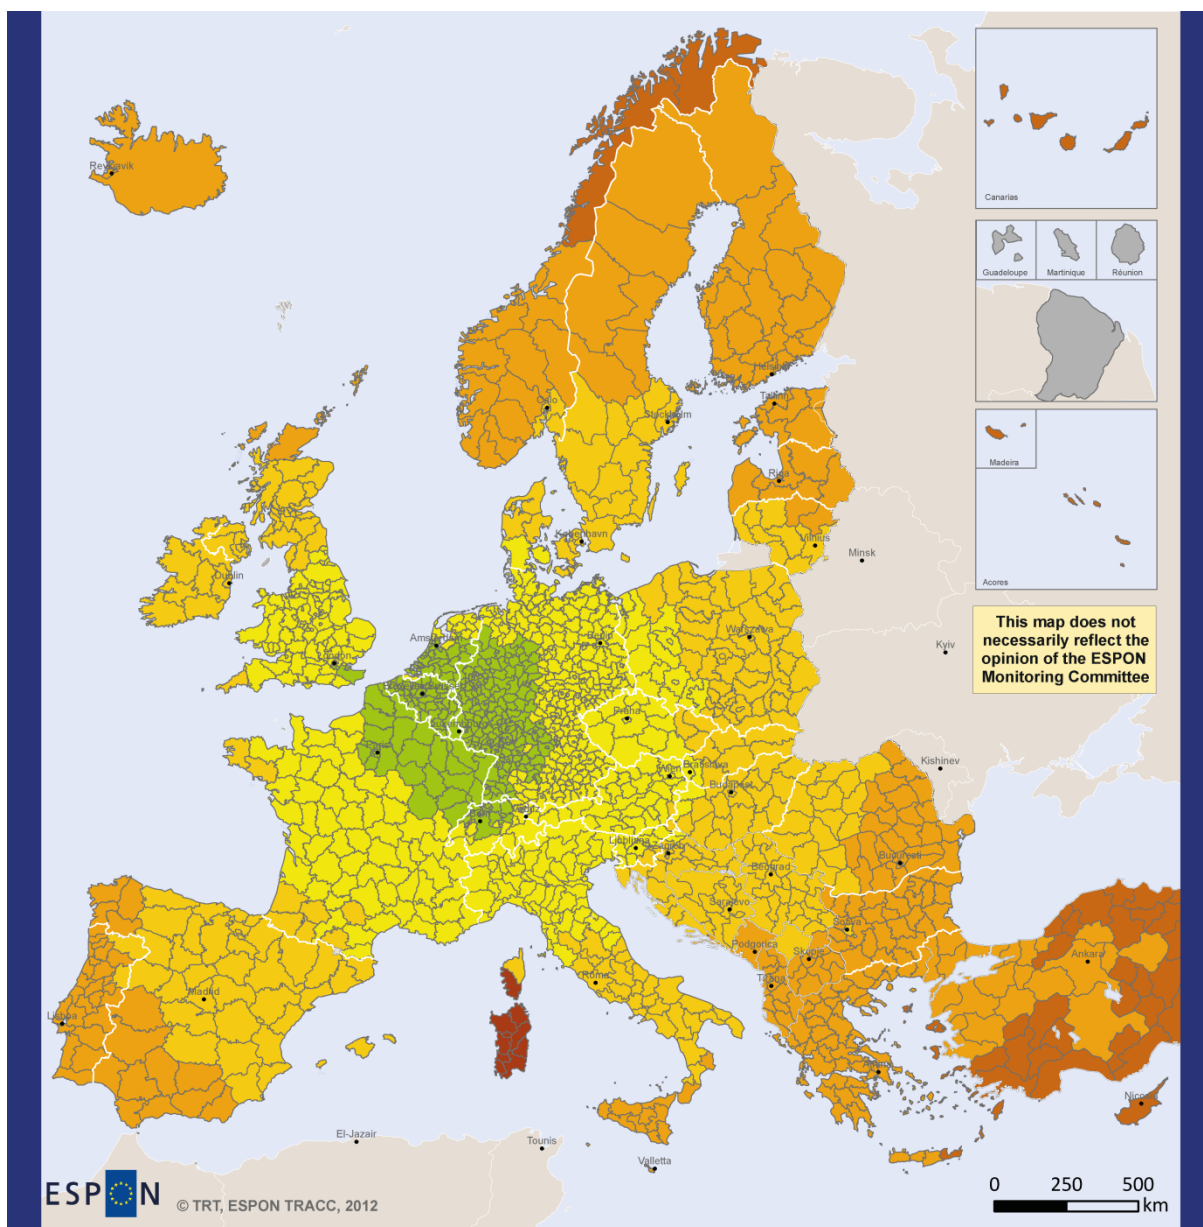 Canarias
Guadeloupe
Martinique
Réunion
Madeira
Acores
This map does not
necessarily reflect the
opinion of the ESPON
Monitoring Committee
Reykjavik
Oslo
Stockholm
Helsinki
Tallinn
Riga
Vilnius
Minsk
København
Dublin
London
Amsterdam
Berlin
Warszawa
Kyiv
Praha
Wien
Bratislava
Budapest
Kishinev
Bern
Vaduz
Ljubljana
Zagreb
Beograd
Bucuresti
Sarajevo
Podgorica
Sofiya
Skopje
Tirana
Roma
Madrid
Lisboa
Ankara
Nicosia
El-Jazair
Tounis
Valletta
ESPON
© TRT, ESPON TRACC, 2012
0 250 500
km